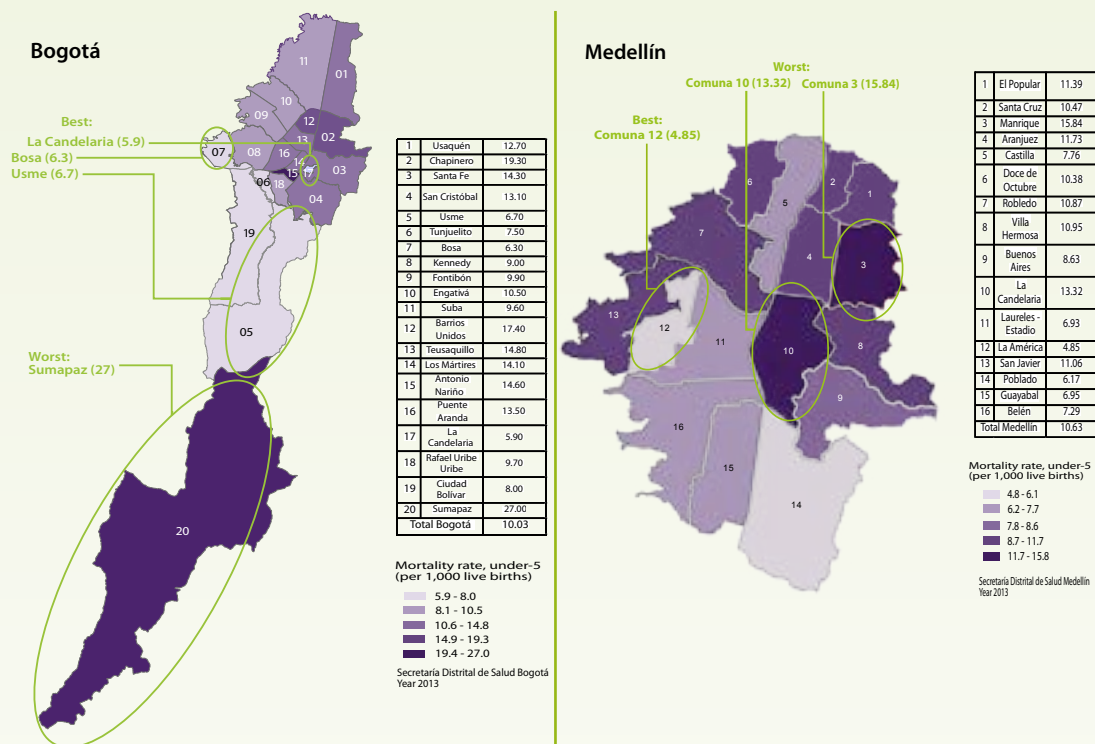 Bogotá
Best:
La Candelaria (5.9)
Bosa (6.3)
Usme (6.7)
Worst:
Sumapaz (27)
11
01
10
09
12
02
13
07
08
16
14
03
15
17
06
18
04
19
05
20
1 Usaquén 12.70
2 Chapinero 19.30
3 Santa Fe 14.30
4 San Cristóbal 13.10
5 Usme 6.70
6 Tunjuelito 7.50
7 Bosa 6.30
8 Kennedy 9.00
9 Fontibón 9.90
10 Engativá 10.50
11 Suba 9.60
12 Barrios
Unidos 17.40
13 Teusaquillo 14.80
14 Los Mártires 14.10
15 Antonio
Nariño 14.60
16 Puente
Aranda 13.50
17 La
Candelaria 5.90
18 Rafael Uribe
Uribe 9.70
19 Ciudad
Bolívar 8.00
20 Sumapaz 27.00
Total Bogotá 10.03
Mortality rate, under-5
(per 1,000 live births)
5.9 - 8.0
8.1 - 10.5
10.6 - 14.8
14.9 - 19.3
19.4 - 27.0
Secretaría Distrital de Salud Bogotá
Year 2013
Medellín
Worst:
Comuna 10 (13.32) Comuna 3 (15.84)
Best:
Comuna 12 (4.85)
6
2
1
5
7
4
3
13
12
11
10
8
9
16
15
14
1 El Popular 11.39
2 Santa Cruz 10.47
3 Manrique 15.84
4 Aranjuez 11.73
5 Castilla 7.76
6 Doce de
Octubre 10.38
7 Robledo 10.87
8 Villa
Hermosa 10.95
9 Buenos
Aires 8.63
10 La
Candelaria 13.32
11 Laureles -
Estadio 6.93
12 La América 4.85
13 San Javier 11.06
14 Poblado 6.17
15 Guayabal 6.95
16 Belén 7.29
Total Medellín 10.63
Mortality rate, under-5
(per 1,000 live births)
4.8 - 6.1
6.2 - 7.7
7.8 - 8.6
8.7 - 11.7
11.7 - 15.8
Secretaría Distrital de Salud Medellín
Year 2013